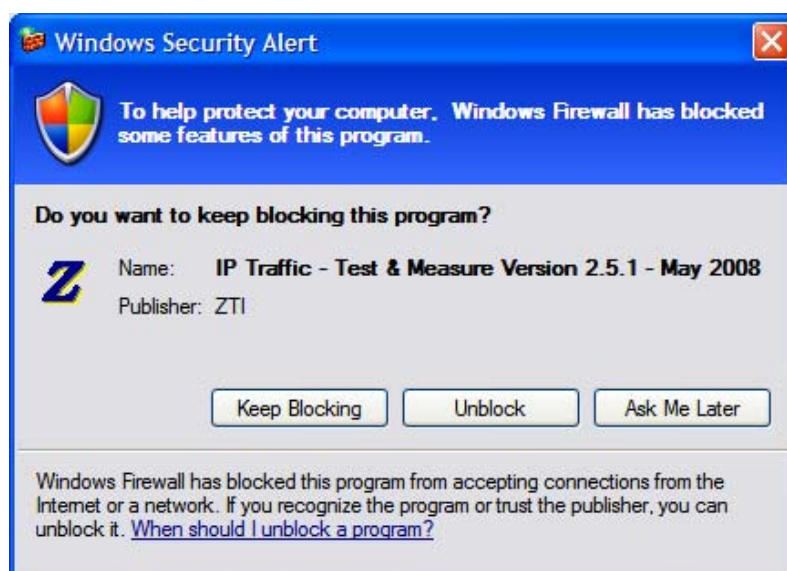 Windows Security Alert
To help protect your computer, Windows Firewall has blocked
some features of this program.
Do you want to keep blocking this program?
Z
Name: IP Traffic - Test & Measure Version 2.5.1 - May 2008
Publisher: ZTI
Keep Blocking Unblock Ask Me Later
Windows Firewall has blocked this program from accepting connections from the
Internet or a network. If you recognize the program or trust the publisher, you can
unblock it. When should I unblock a program?